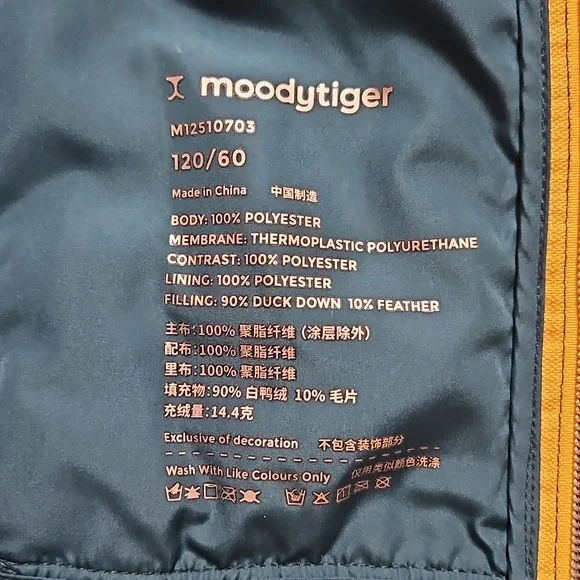 moodytiger
M12510703
120/60
Made in China 中国制造
BODY: 100% POLYESTER
MEMBRANE: THERMOPLASTIC POLYURETHANE
CONTRAST: 100% POLYESTER
LINING: 100% POLYESTER
FILLING: 90% DUCK DOWN 10% FEATHER
主布:100% 聚脂纤维 (涂层除外)
配布:100% 聚脂纤维
里布:100% 聚脂纤维
填充物:90% 白鸭绒 10% 毛片
充绒量:14.4克
Exclusive of decoration 不包含装饰部分
Wash With Like Colours Only 仅用类似颜色洗涤